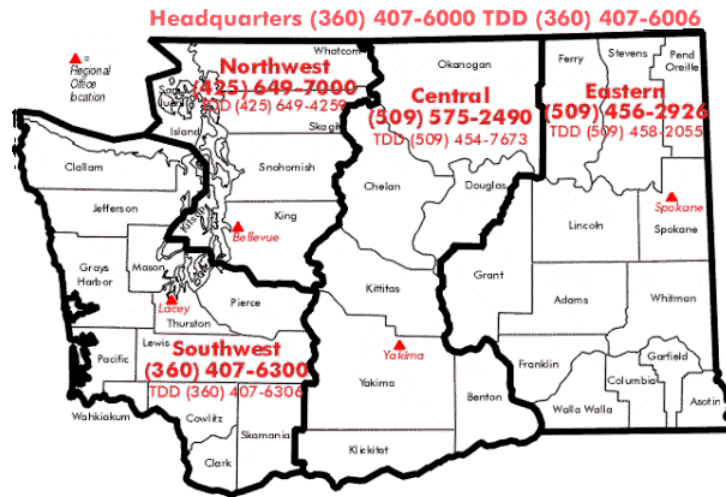 Headquarters (360) 407-6000 TDD (360) 407-6006
▲ =
Regional
Office
location
Northwest
(425) 649-7000
TDD (425) 649-4259
Central
(509) 575-2490
TDD (509) 454-7673
Eastern
(509) 456-2926
TDD (509) 458-2055
Southwest
(360) 407-6300
TDD (360) 407-6306
Whatcom
Skagit
Island
Snohomish
King
Bellevue
Kitsap
Clallam
Jefferson
Grays
Harbor
Mason
Lacey
Thurston
Pierce
Pacific
Lewis
Wahkiakum
Cowlitz
Clark
Skamania
Okanogan
Chelan
Douglas
Kittitas
Yakima
Yakima
Klickitat
Benton
Ferry
Stevens
Pend
Oreille
Lincoln
Spokane
Spokane
Grant
Adams
Whitman
Franklin
Walla Walla
Columbia
Garfield
Asotin